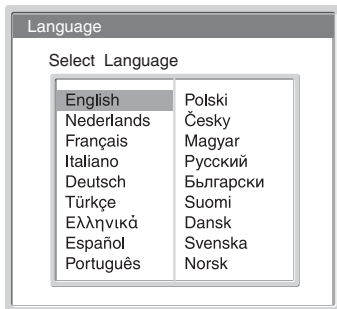 Language
Select Language
English
Nederlands
Français
Italiano
Deutsch
Türkçe
Ελληνικά
Español
Português
Polski
Česky
Magyar
Русский
Бьлгарски
Suomi
Dansk
Svenska
Norsk